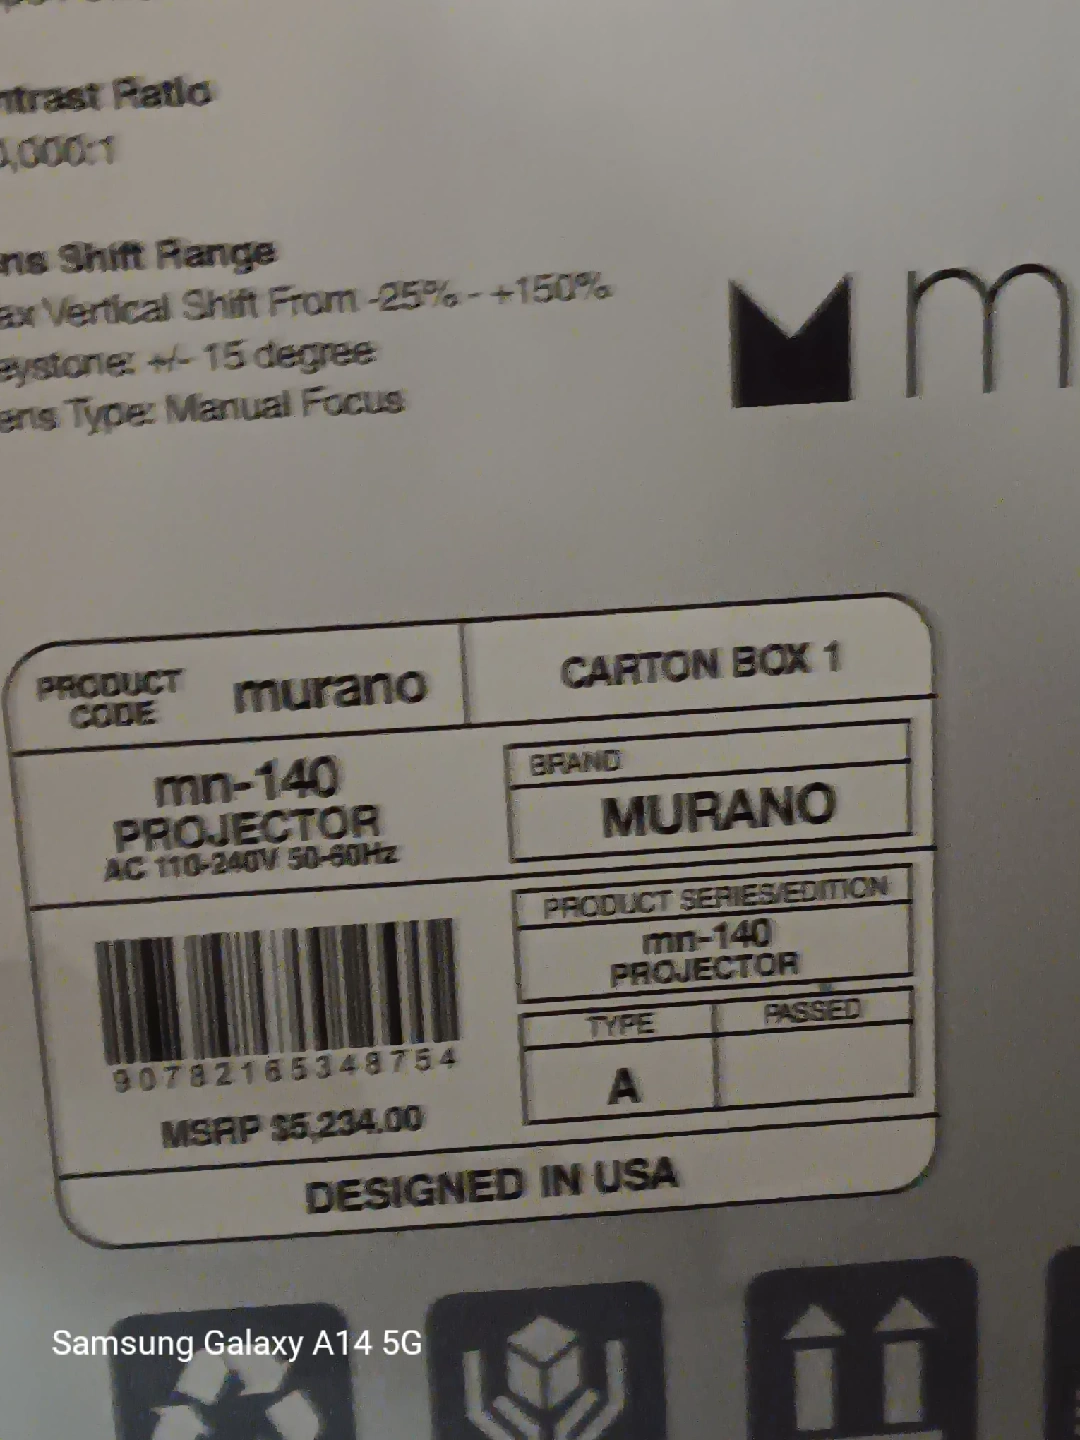 ntrast Ratio
,000:1
ns Shift Range
ax Vertical Shift From -25% - +150%
eystone: +/- 15 degree
ens Type: Manual Focus
m
PRODUCT CODE
murano
CARTON BOX 1
mn-140
PROJECTOR
AC 110-240V 50-60Hz
BRAND
MURANO
PRODUCT SERIES/EDITION
mn-140
PROJECTOR
TYPE
PASSED
A
90782165348754
MSRP $5,234.00
DESIGNED IN USA
Samsung Galaxy A14 5G